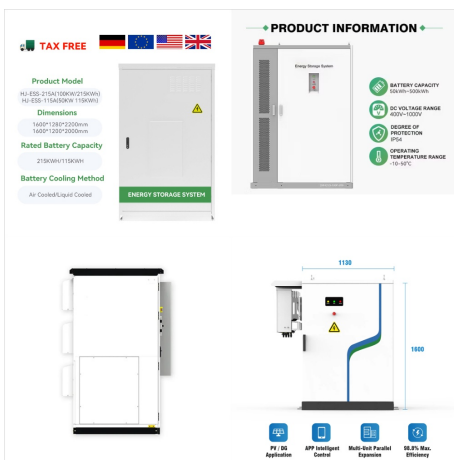 TAX FREE
Product Model
HJ-ESS-215A(100KW/215KWh)
HJ-ESS-115A(50KW 115KWh)
Dimensions
1600*1280*2200mm
1600*1200*2000mm
Rated Battery Capacity
215KWH/115KWH
Battery Cooling Method
Air Cooled/Liquid Cooled
ENERGY STORAGE SYSTEM
PRODUCT INFORMATION
Energy Storage System
BATTERY CAPACITY
50kWh~500kWh
DC VOLTAGE RANGE
400V~1000V
DEGREE OF
PROTECTION
IP54
OPERATING
TEMPERATURE RANGE
-10-50°C
1130
1600
PV / DG
Application
APP Intelligent
Control
Multi-Unit Parallel
Expansion
98.8% Max.
Efficiency